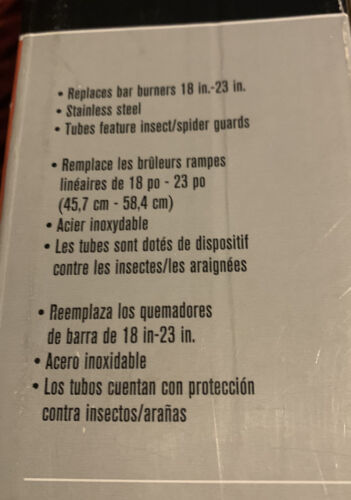 • Replaces bar burners 18 in.-23 in.
• Stainless steel
• Tubes feature insect/spider guards
• Remplace les brûleurs rampes
linéaires de 18 po - 23 po
(45,7 cm - 58,4 cm)
• Acier inoxydable
• Les tubes sont dotés de dispositif
contre les insectes/les araignées
• Reemplaza los quemadores
de barra de 18 in-23 in.
• Acero inoxidable
• Los tubos cuentan con protección
contra insectos/arañas